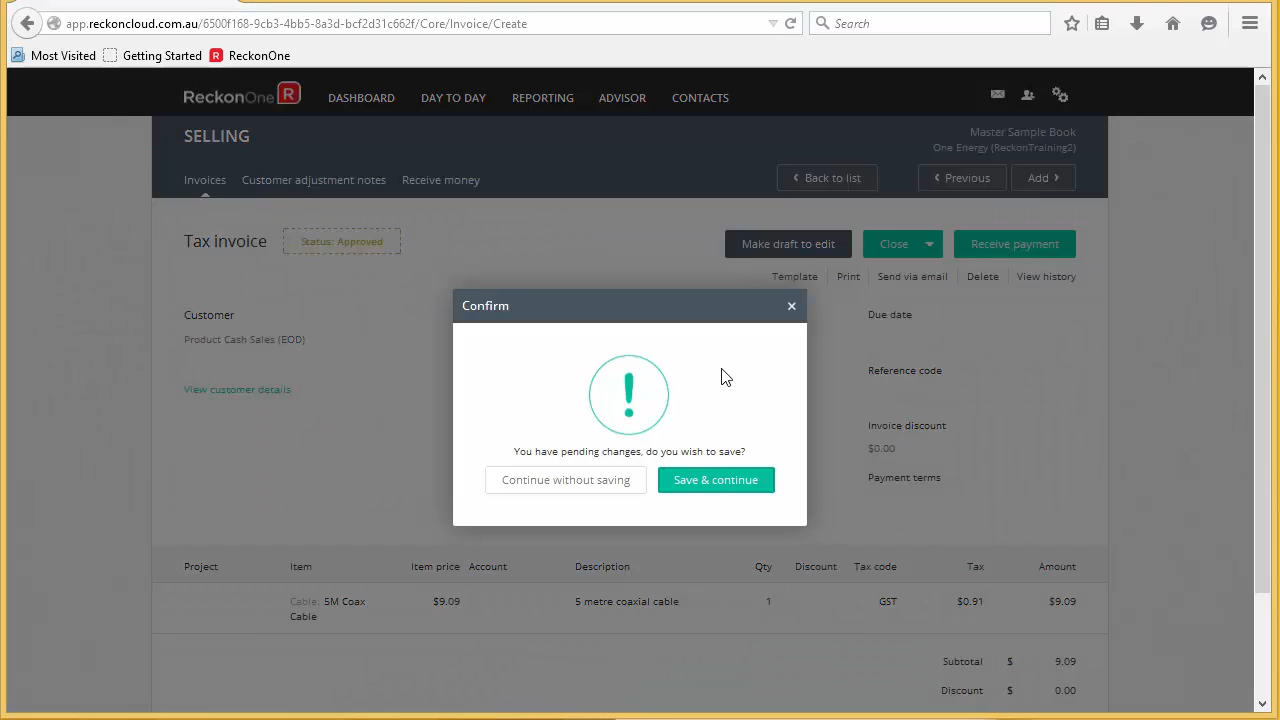 app.reckoncloud.com.au/6500f168-9cb3-4bb5-8a3d-bcf2d31c662f/Core/Invoice/Create
Search
Most Visited Getting Started R ReckonOne
ReckonOne R DASHBOARD DAY TO DAY REPORTING ADVISOR CONTACTS
SELLING
Master Sample Book
One Energy (ReckonTraining2)
Invoices Customer adjustment notes Receive money Back to list Previous Add
Tax invoice Status: Approved Make draft to edit Close Receive payment
Template Print Send via email Delete View history
Confirm ×
Customer Due date
Product Cash Sales (EOD)
Reference code
View customer details
!
Invoice discount
$0.00
You have pending changes, do you wish to save?
Payment terms
Continue without saving Save & continue
Project Item Item price Account Description Qty Discount Tax code Tax Amount
Cable: 5M Coax $9.09 5 metre coaxial cable 1 GST $0.91 $9.09
Cable
Subtotal $ 9.09
Discount $ 0.00